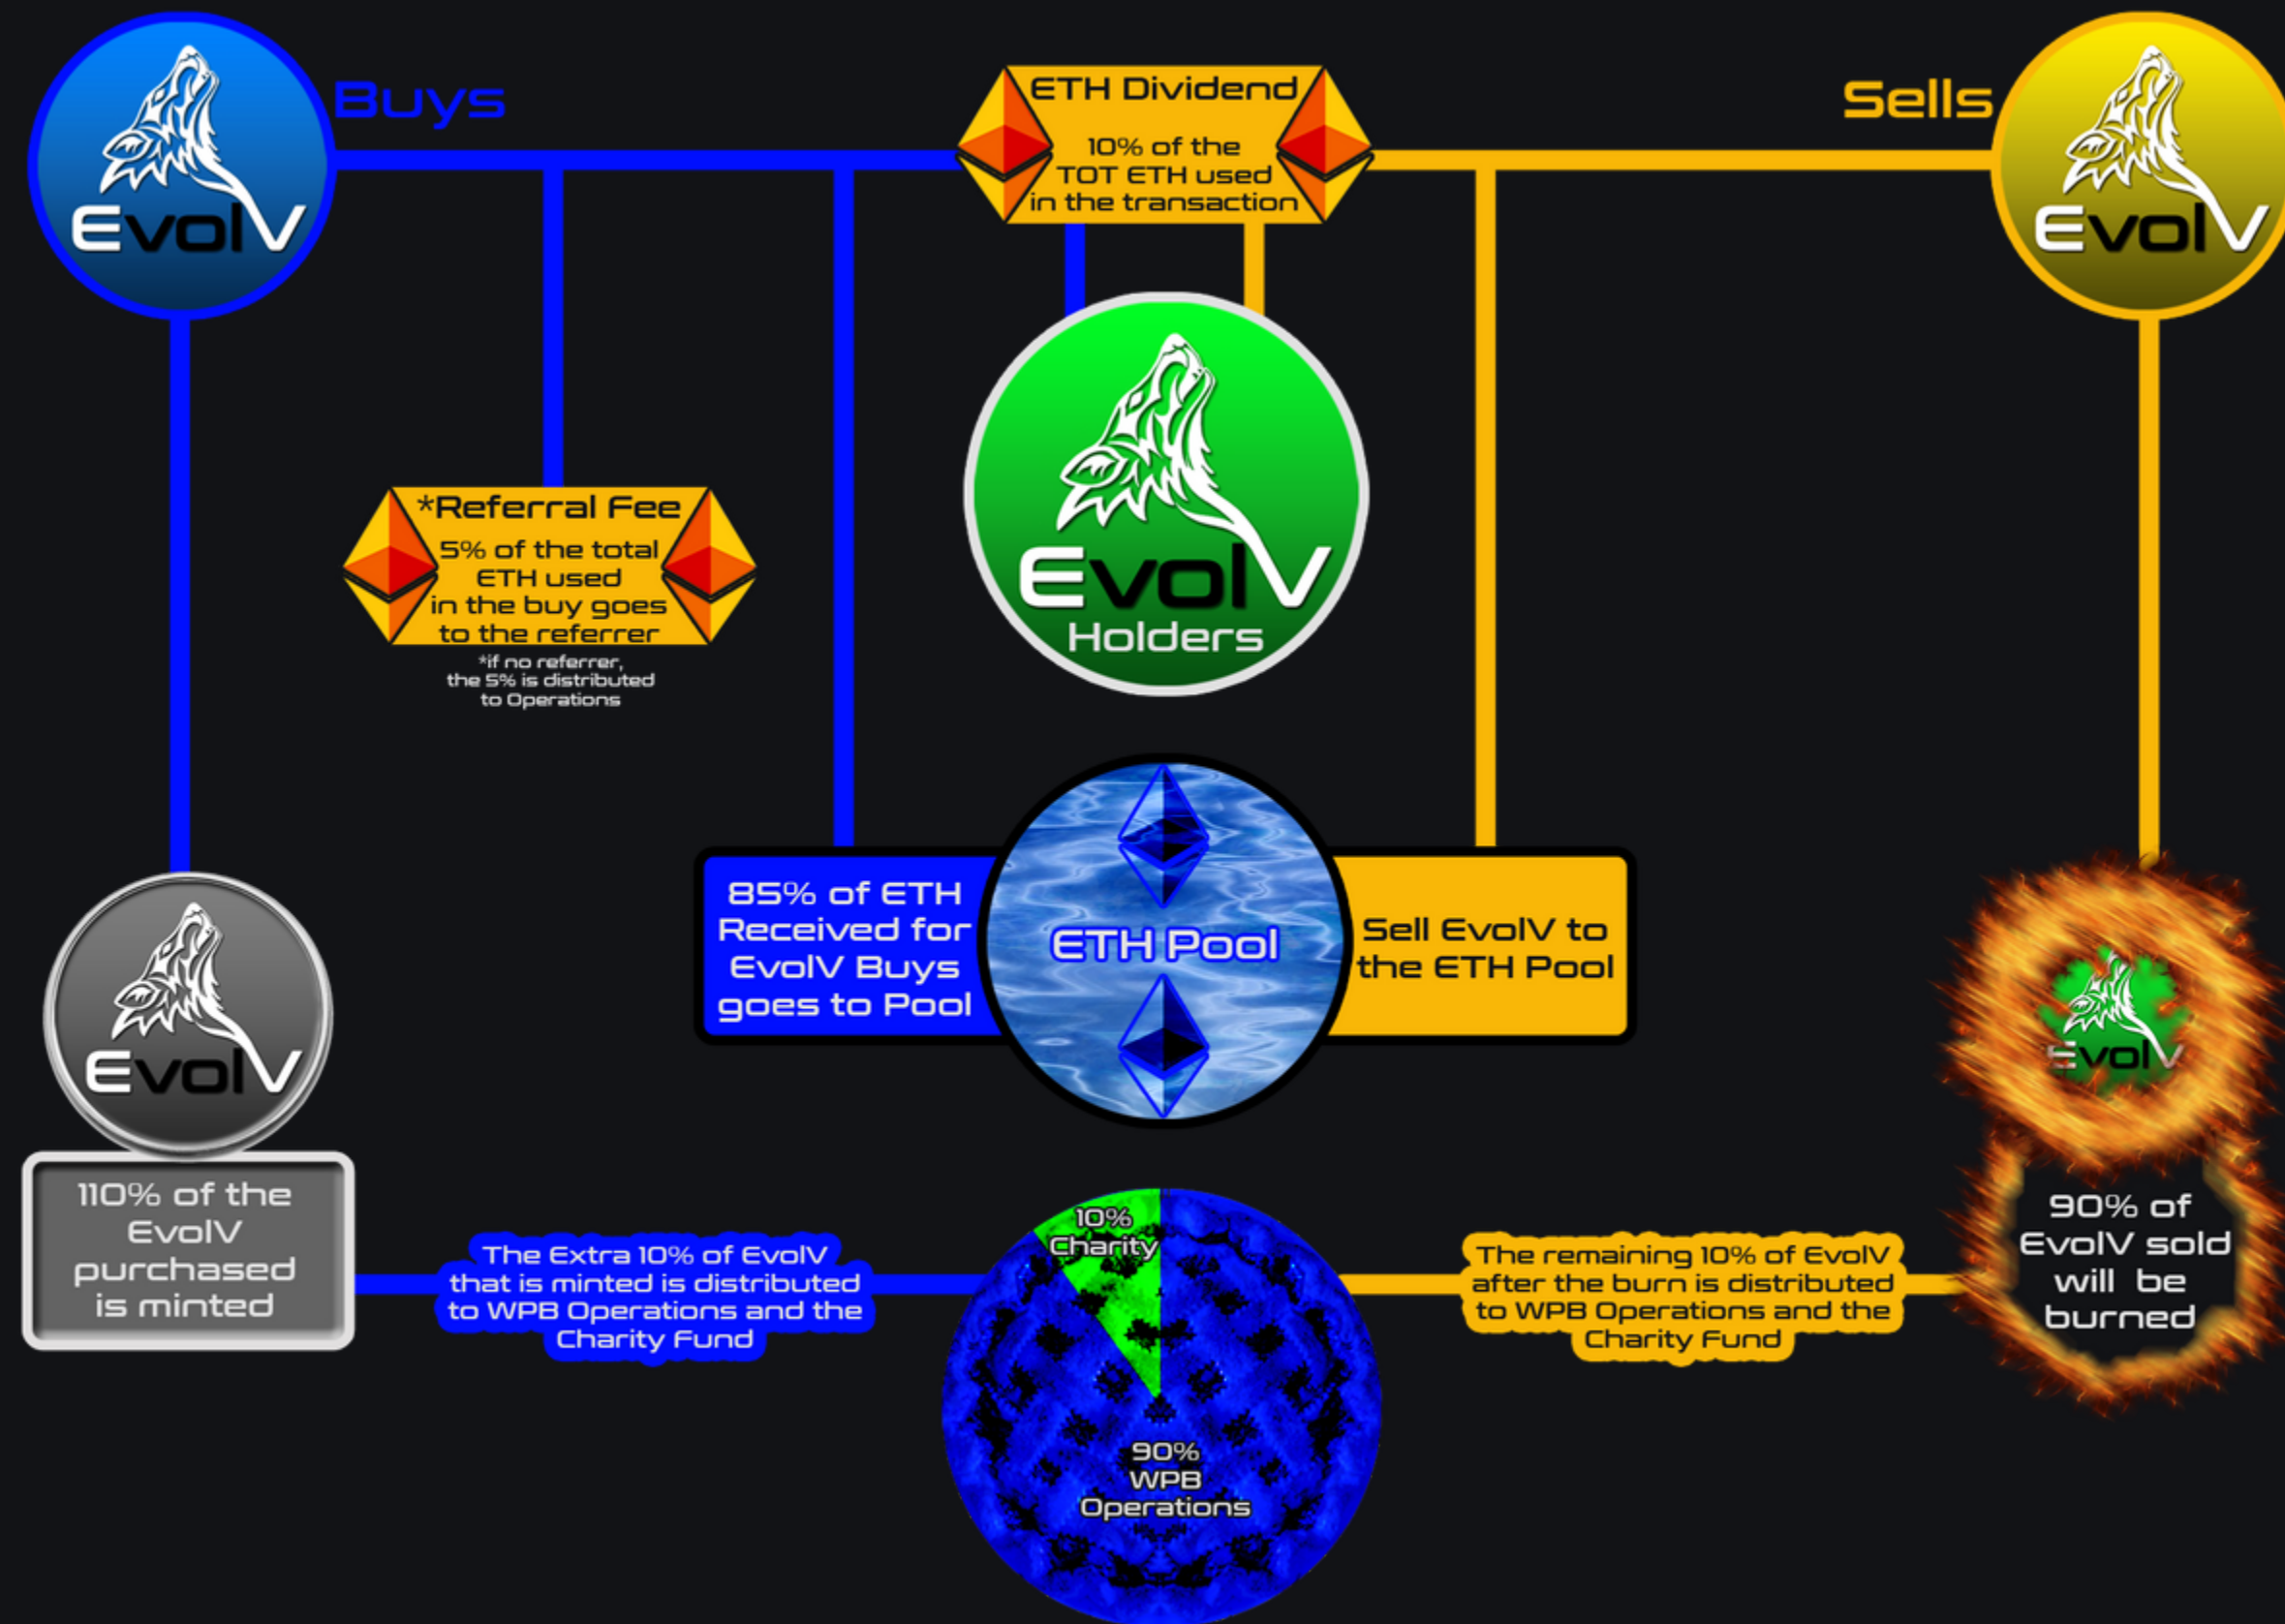 EvolV
Buys
ETH Dividend
10% of the
TOT ETH used
in the transaction
Sells
EvolV
*Referral Fee
5% of the total
ETH used
in the buy goes
to the referrer
*if no referrer,
the 5% is distributed
to Operations
EvolV
Holders
85% of ETH
Received for
EvolV Buys
goes to Pool
ETH Pool
Sell EvolV to
the ETH Pool
EvolV
110% of the
EvolV
purchased
is minted
The Extra 10% of EvolV
that is minted is distributed
to WPB Operations and the
Charity Fund
10%
Charity
90%
WPB
Operations
The remaining 10% of EvolV
after the burn is distributed
to WPB Operations and the
Charity Fund
EvolV
90% of
EvolV sold
will be
burned